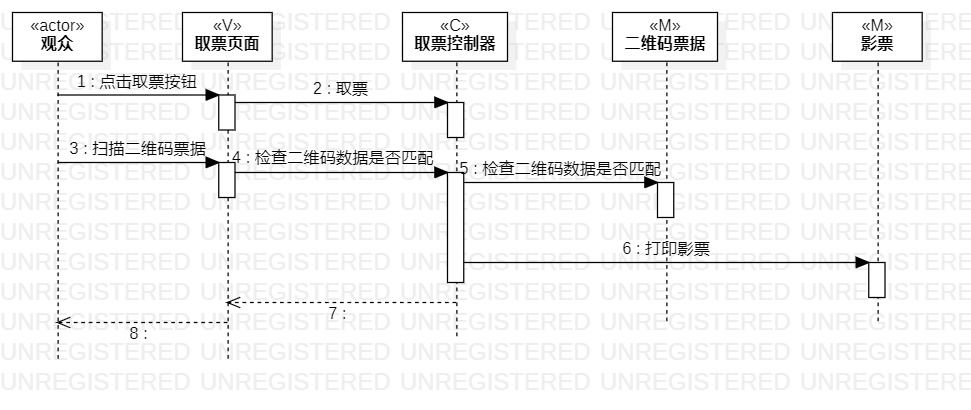 «actor»
观众
«V»
取票页面
«C»
取票控制器
«M»
二维码票据
«M»
影票
1 : 点击取票按钮
2 : 取票
3 : 扫描二维码票据
4 : 检查二维码数据是否匹配
5 : 检查二维码数据是否匹配
6 : 打印影票
7 :
8 :
UNREGISTERED UNREGISTERED UNREGISTERED UNREGISTERED UNREGISTERED